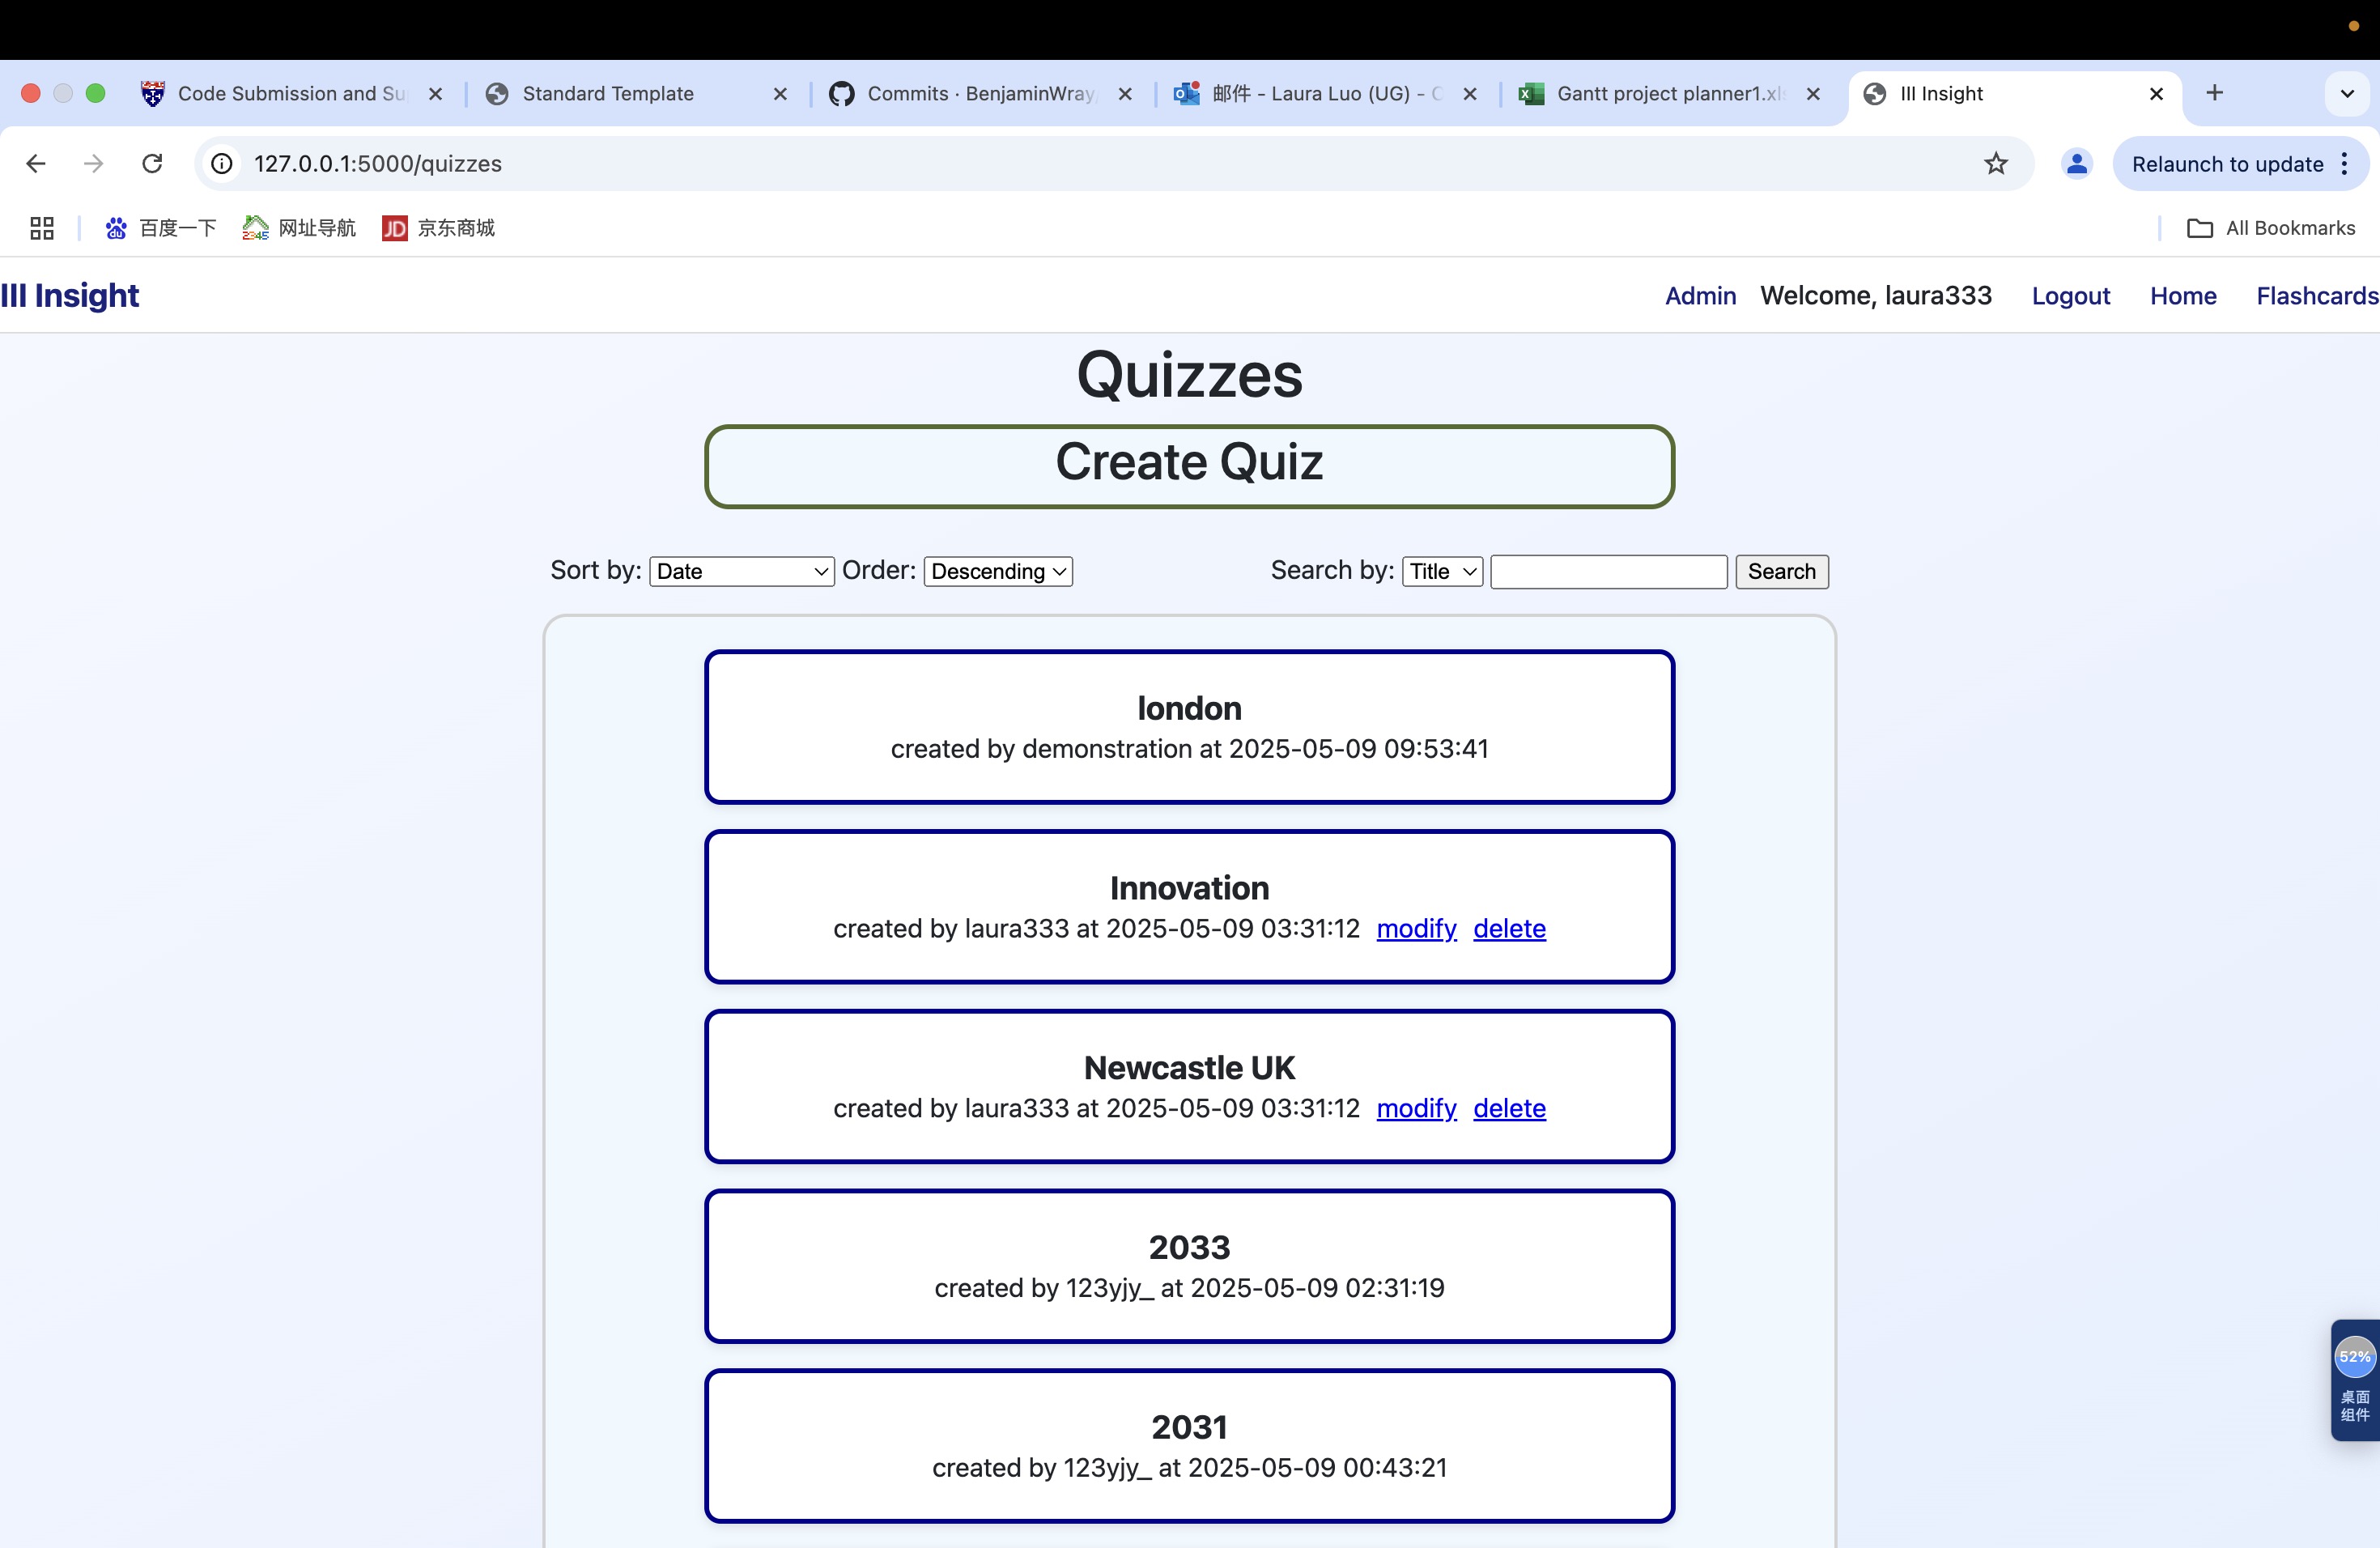 Code Submission and Su
Standard Template
Commits · BenjaminWray/
邮件 - Laura Luo (UG) - O
Gantt project planner1.xls
III Insight
127.0.0.1:5000/quizzes
Relaunch to update
百度一下
网址导航
京东商城
All Bookmarks
III Insight
Admin
Welcome, laura333
Logout
Home
Flashcards
Quizzes
Create Quiz
Sort by: Date Order: Descending
Search by: Title Search
london
created by demonstration at 2025-05-09 09:53:41
Innovation
created by laura333 at 2025-05-09 03:31:12 modify delete
Newcastle UK
created by laura333 at 2025-05-09 03:31:12 modify delete
2033
created by 123yjy_ at 2025-05-09 02:31:19
2031
created by 123yjy_ at 2025-05-09 00:43:21
52%
桌面
组件